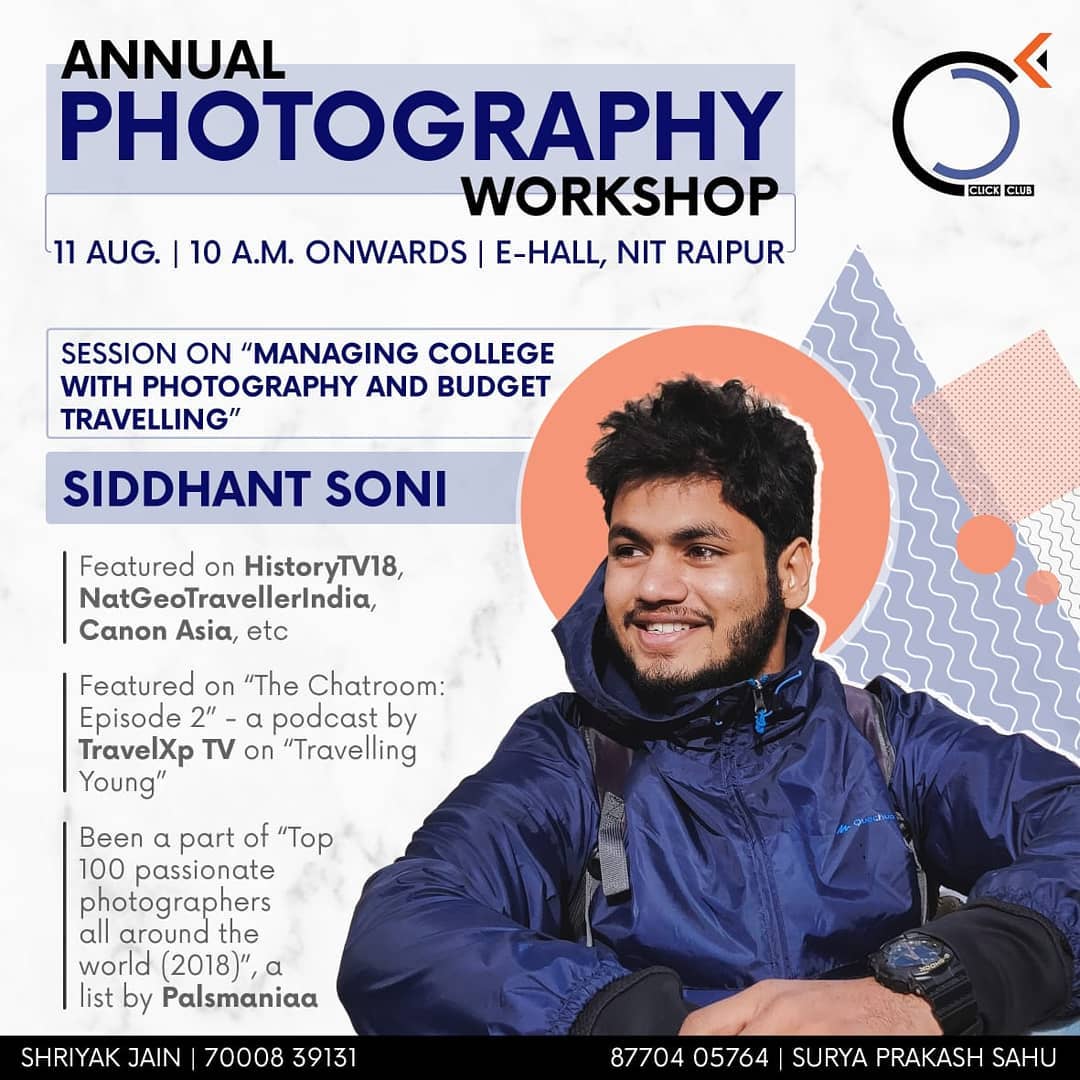 ANNUAL
PHOTOGRAPHY
WORKSHOP
CLICK CLUB
11 AUG. | 10 A.M. ONWARDS | E-HALL, NIT RAIPUR
SESSION ON “MANAGING COLLEGE
WITH PHOTOGRAPHY AND BUDGET
TRAVELLING”
SIDDHANT SONI
Featured on HistoryTV18,
NatGeoTravellerIndia,
Canon Asia, etc
Featured on “The Chatroom:
Episode 2” - a podcast by
TravelXp TV on “Travelling
Young”
Been a part of “Top
100 passionate
photographers
all around the
world (2018)”, a
list by Palsmaniaa
Quechua
SHRIYAK JAIN | 70008 39131
87704 05764 | SURYA PRAKASH SAHU